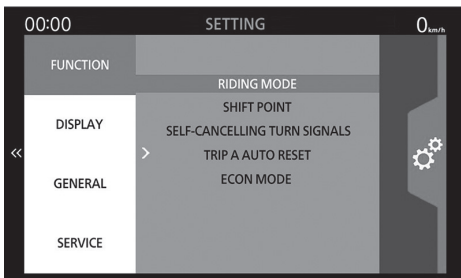 00:00 SETTING 0km/h
FUNCTION
DISPLAY
GENERAL
SERVICE
RIDING MODE
SHIFT POINT
SELF-CANCELLING TURN SIGNALS
TRIP A AUTO RESET
ECON MODE